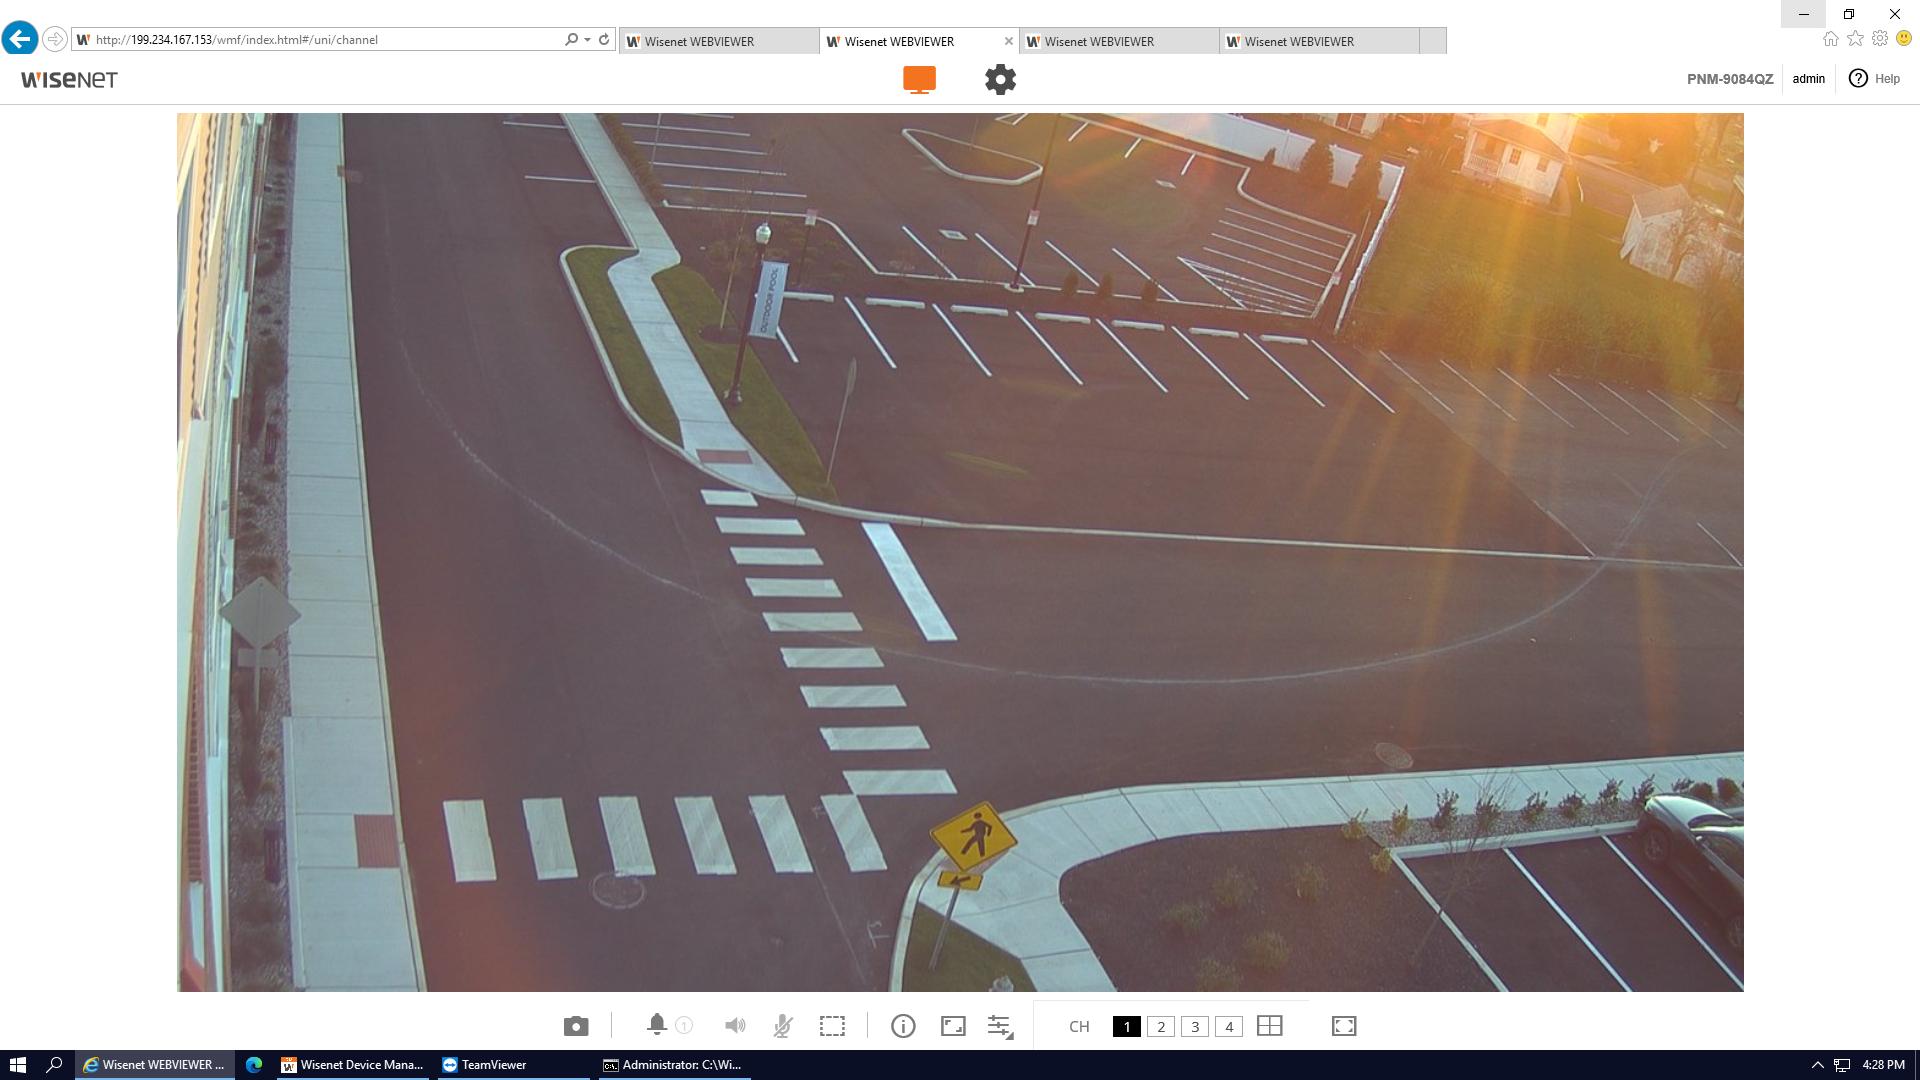 http://199.234.167.153/wmf/index.html#/uni/channel
Wisenet WEBVIEWER
Wisenet WEBVIEWER
Wisenet WEBVIEWER
Wisenet WEBVIEWER
WISENET
PNM-9084QZ
admin
? Help
OUTDOOR POOL
1
CH
1
2
3
4
Wisenet WEBVIEWER ...
Wisenet Device Mana...
TeamViewer
Administrator: C:\Wi...
4:28 PM